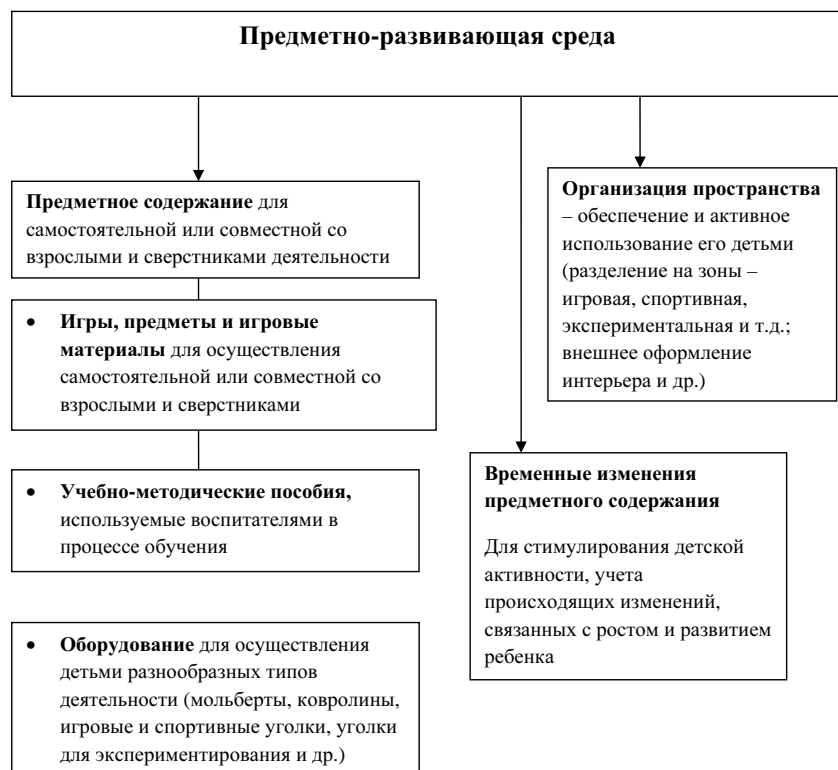 Предметно-развивающая среда
Предметное содержание для
самостоятельной или совместной со
взрослыми и сверстниками деятельности
• Игры, предметы и игровые
материалы для осуществления
самостоятельной или совместной со
взрослыми и сверстниками
• Учебно-методические пособия,
используемые воспитателями в
процессе обучения
• Оборудование для осуществления
детьми разнообразных типов
деятельности (мольберты, ковролины,
игровые и спортивные уголки, уголки
для экспериментирования и др.)
Организация пространства
– обеспечение и активное
использование его детьми
(разделение на зоны –
игровая, спортивная,
экспериментальная и т.д.;
внешнее оформление
интерьера и др.)
Временные изменения
предметного содержания
Для стимулирования детской
активности, учета
происходящих изменений,
связанных с ростом и развитием
ребенка